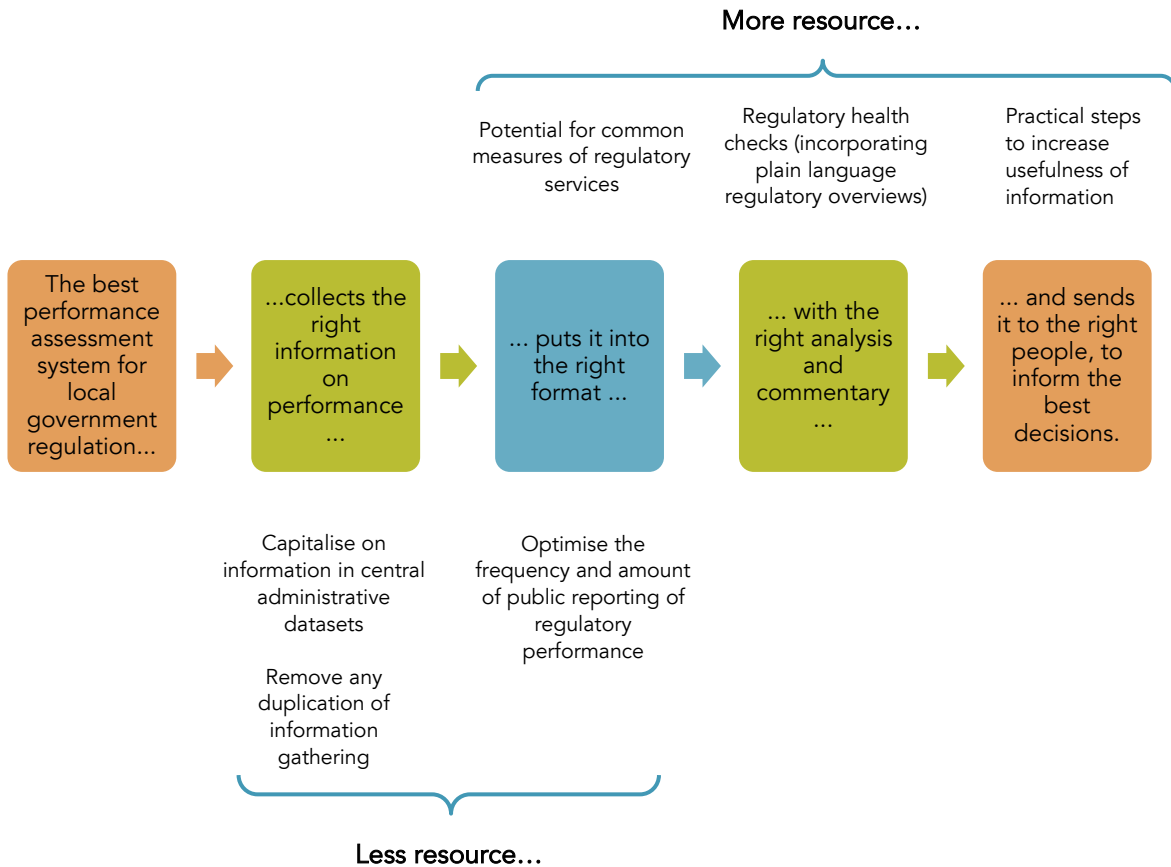 More resource…
Potential for common
measures of regulatory
services
Regulatory health
checks (incorporating
plain language
regulatory overviews)
Practical steps
to increase
usefulness of
information
The best
performance
assessment
system for
local
government
regulation...
...collects the
right
information
on
performance
...
... puts it into
the right
format ...
... with the
right analysis
and
commentary
...
... and sends
it to the right
people, to
inform the
best
decisions.
Capitalise on
information in central
administrative
datasets
Remove any
duplication of
information
gathering
Optimise the
frequency and amount
of public reporting of
regulatory
performance
Less resource…